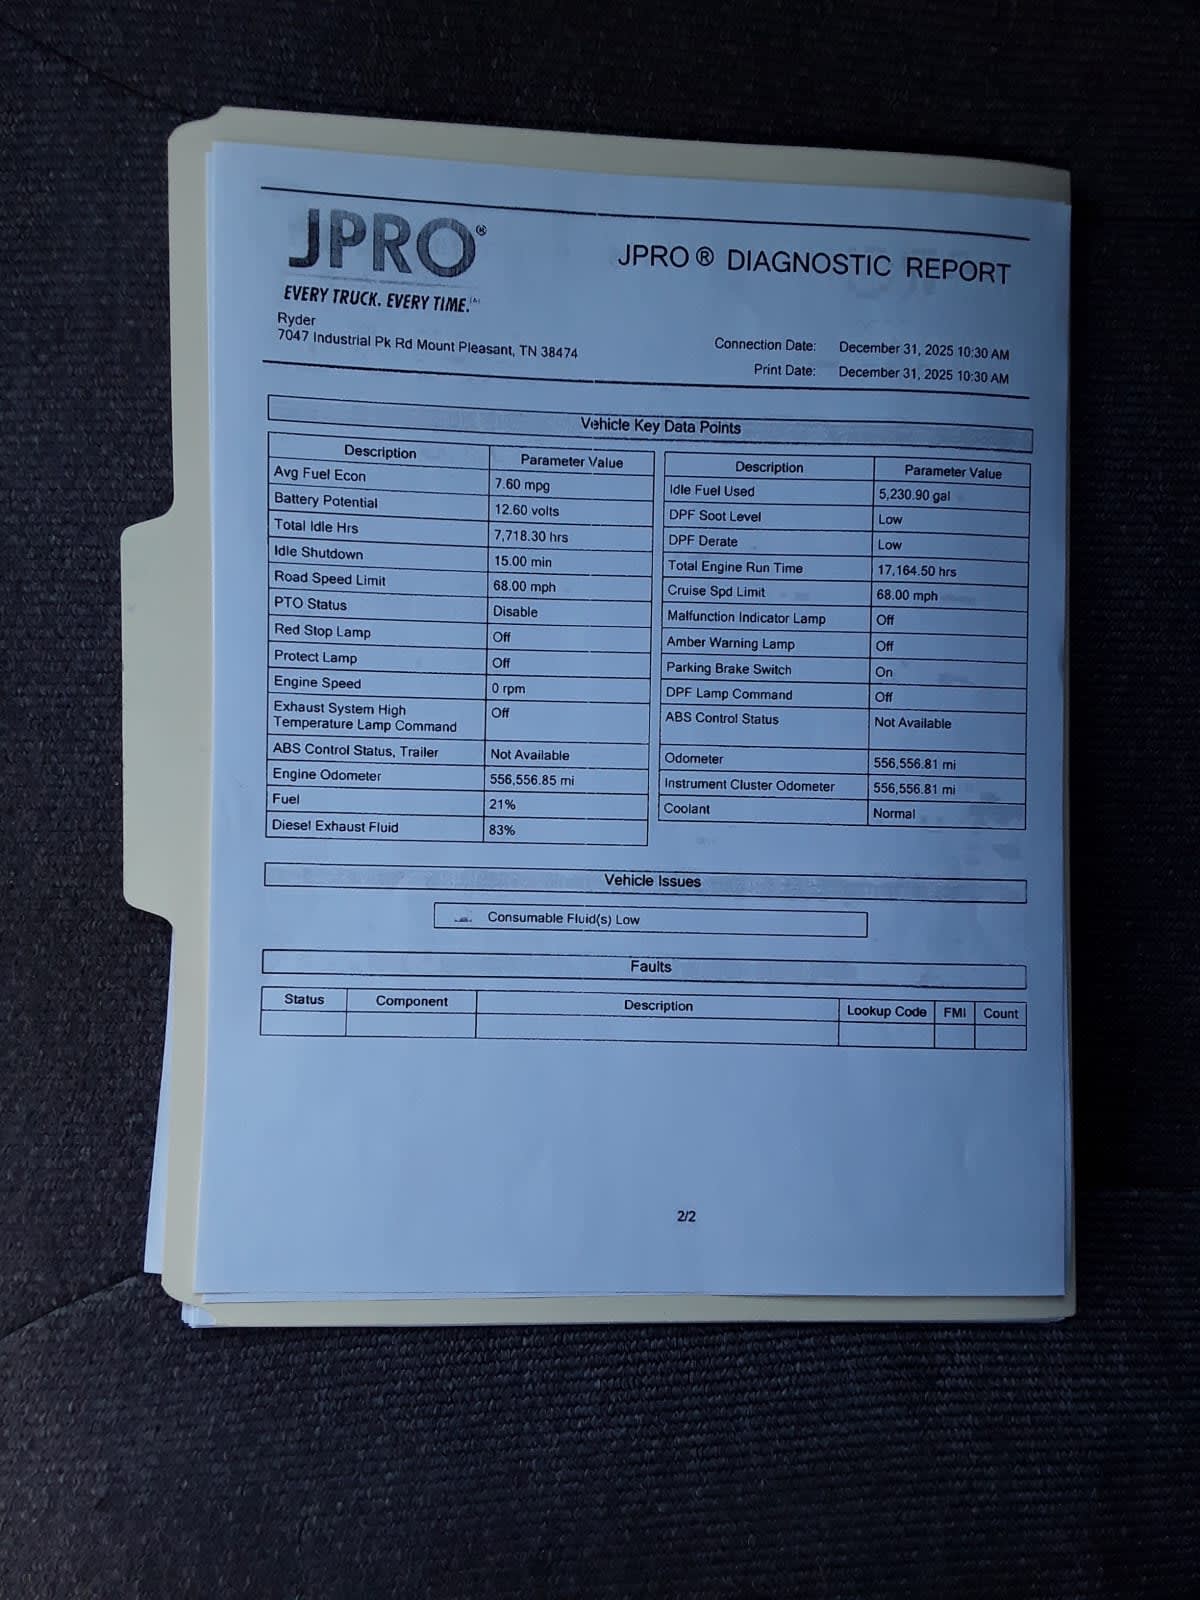 JPRO®
EVERY TRUCK. EVERY TIME.
JPRO ® DIAGNOSTIC REPORT
Ryder
7047 Industrial Pk Rd Mount Pleasant, TN 38474
Connection Date: December 31, 2025 10:30 AM
Print Date: December 31, 2025 10:30 AM
Vehicle Key Data Points
Description Parameter Value
Avg Fuel Econ 7.60 mpg
Battery Potential 12.60 volts
Total Idle Hrs 7,718.30 hrs
Idle Shutdown 15.00 min
Road Speed Limit 68.00 mph
PTO Status Disable
Red Stop Lamp Off
Protect Lamp Off
Engine Speed 0 rpm
Exhaust System High Off
Temperature Lamp Command
ABS Control Status, Trailer Not Available
Engine Odometer 556,556.85 mi
Fuel 21%
Diesel Exhaust Fluid 83%
Description Parameter Value
Idle Fuel Used 5,230.90 gal
DPF Soot Level Low
DPF Derate Low
Total Engine Run Time 17,164.50 hrs
Cruise Spd Limit 68.00 mph
Malfunction Indicator Lamp Off
Amber Warning Lamp Off
Parking Brake Switch On
DPF Lamp Command Off
ABS Control Status Not Available
Odometer 556,556.81 mi
Instrument Cluster Odometer 556,556.81 mi
Coolant Normal
Vehicle Issues
Consumable Fluid(s) Low
Faults
Status Component Description Lookup Code FMI Count
2/2